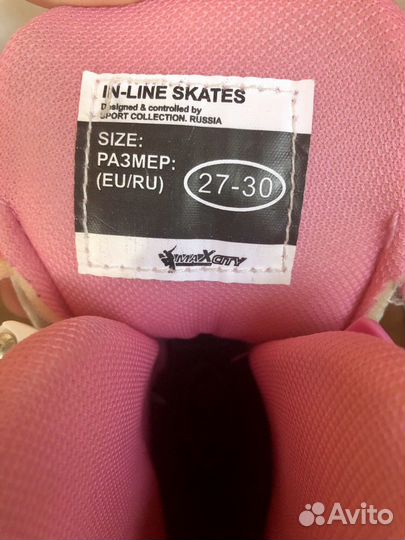 IN-LINE SKATES
Designed & controlled by
SPORT COLLECTION. RUSSIA
SIZE:
РАЗМЕР:
(EU/RU)
27-30
MAXCITY
Avito